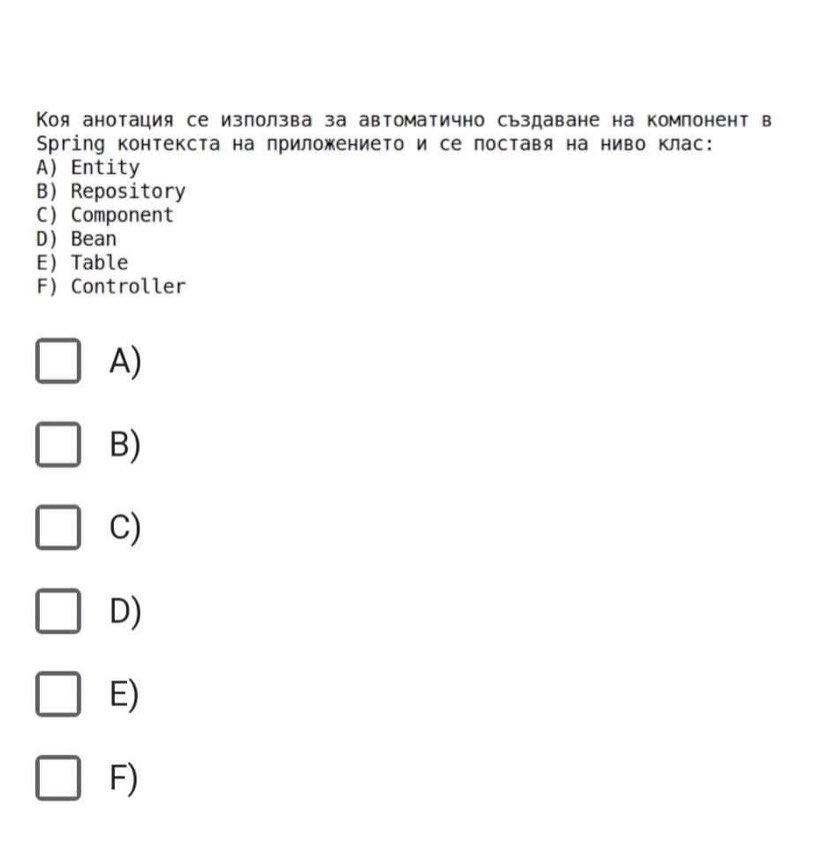 Коя анотация се използва за автоматично създаване на компонент в
Spring контекста на приложението и се поставя на ниво клас:
A) Entity
B) Repository
C) Component
D) Bean
E) Table
F) Controller
A)
B)
C)
D)
E)
F)